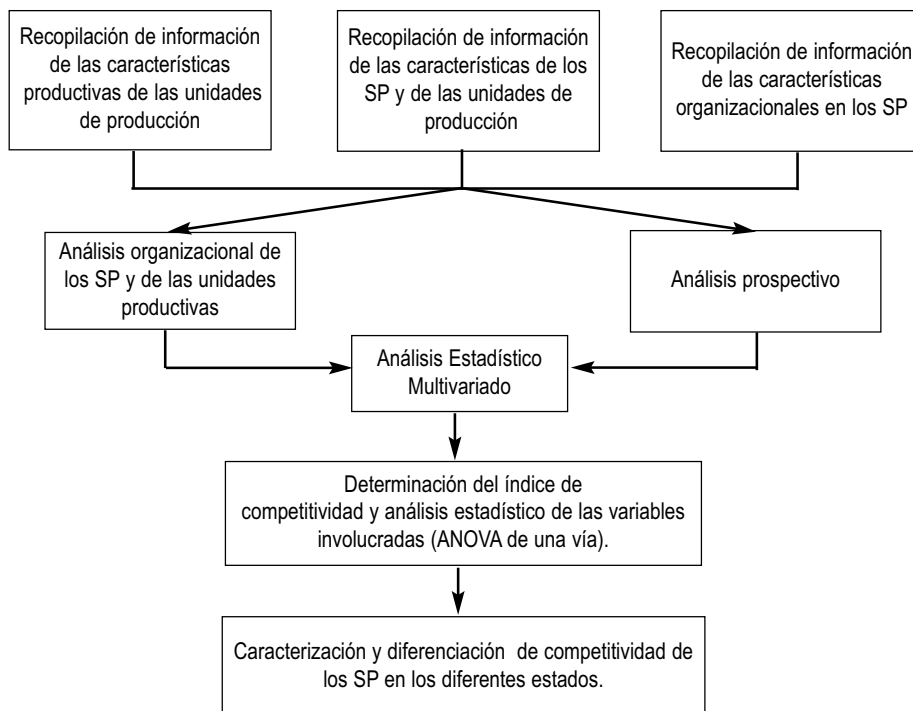 Recopilación de información
de las características
productivas de las unidades
de producción
Recopilación de información
de las características de los
SP y de las unidades de
producción
Recopilación de información
de las características
organizacionales en los SP
Análisis organizacional de
los SP y de las unidades
productivas
Análisis prospectivo
Análisis Estadístico
Multivariado
Determinación del índice de
competitividad y análisis estadístico de las variables
involucradas (ANOVA de una vía).
Caracterización y diferenciación de competitividad de
los SP en los diferentes estados.